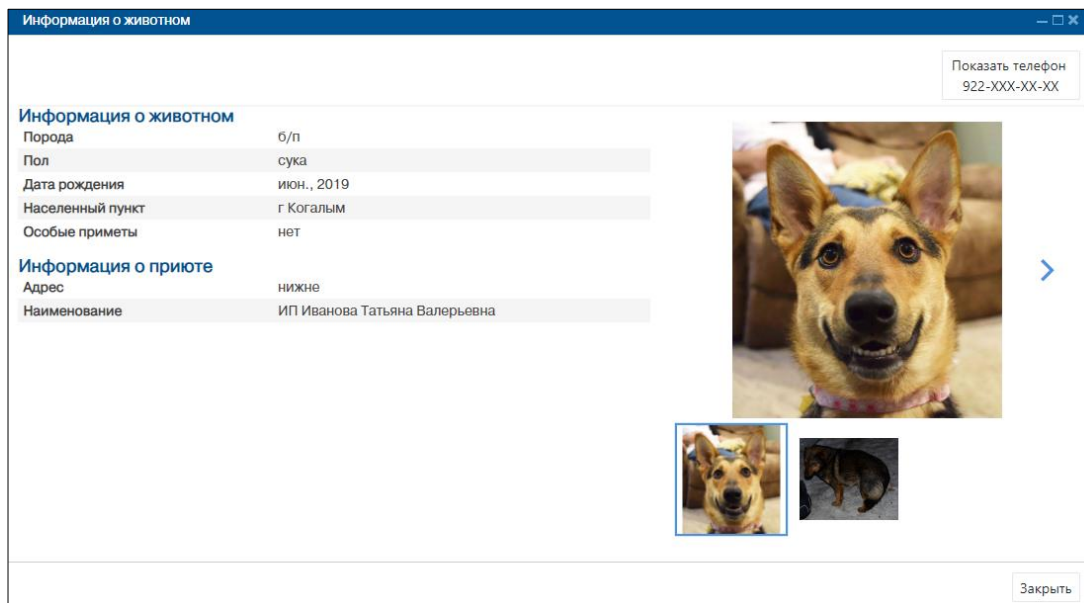 Информация о животном
Показать телефон
922-XXX-XX-XX
Информация о животном
Порода б/п
Пол сука
Дата рождения июн., 2019
Населенный пункт г Когалым
Особые приметы нет
Информация о приюте
Адрес нижне
Наименование ИП Иванова Татьяна Валерьевна
Закрыть